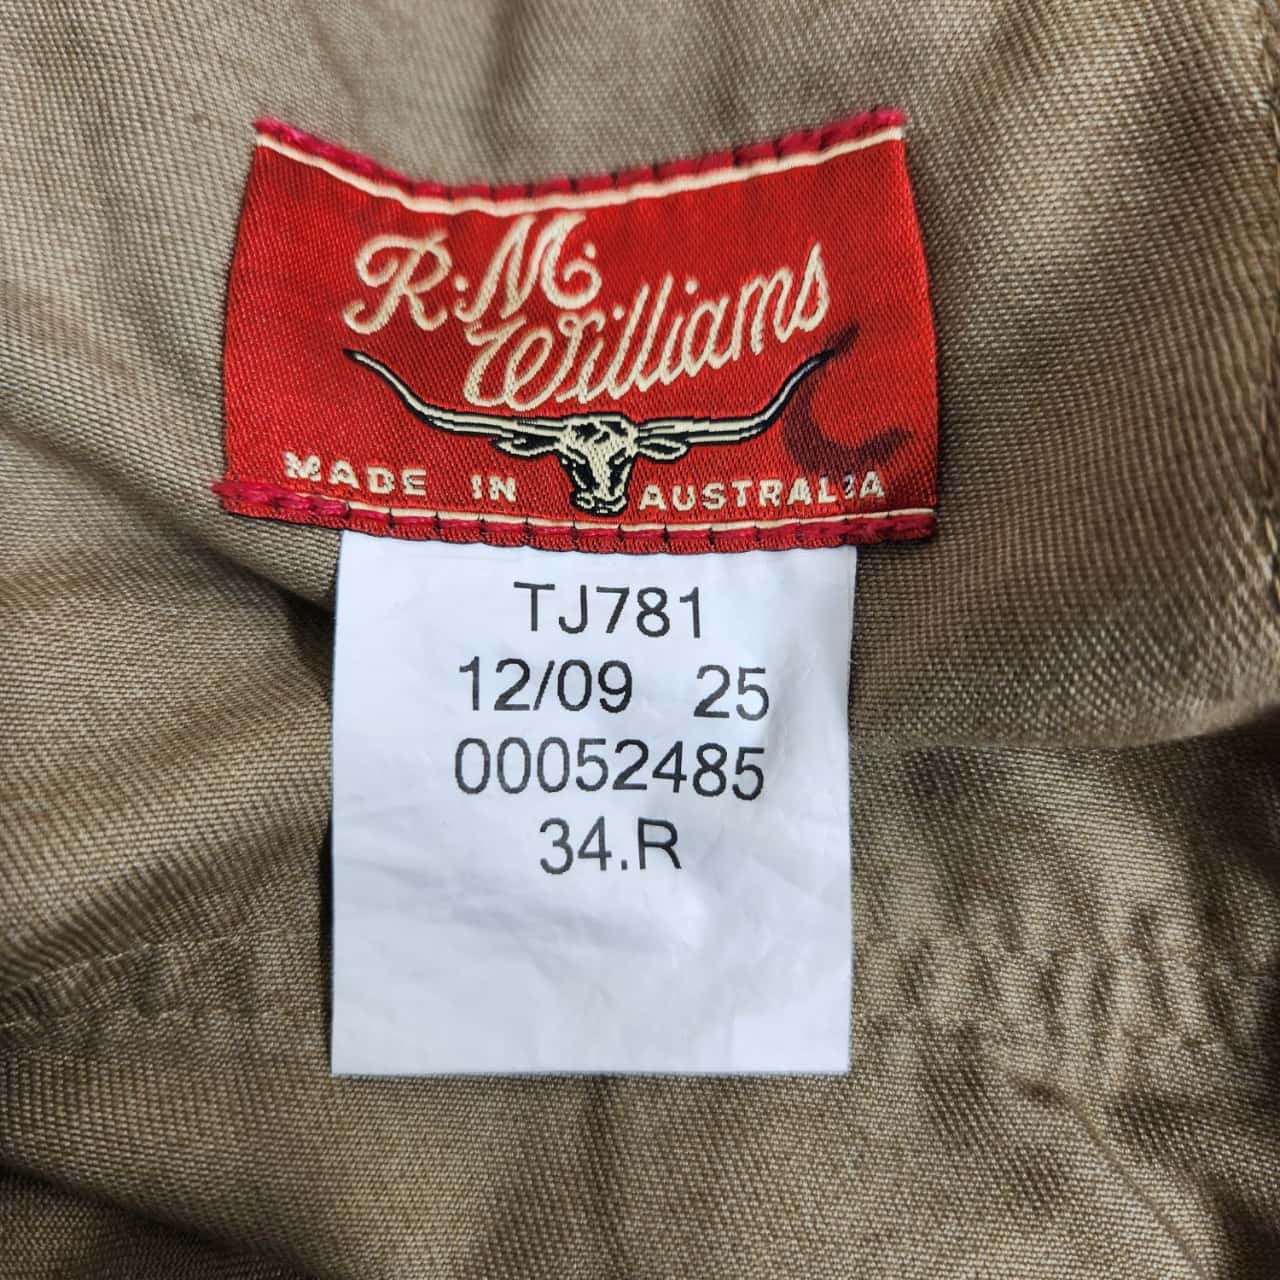 R.M.
Williams
MADE IN AUSTRALIA
TJ781
12/09 25
00052485
34.R